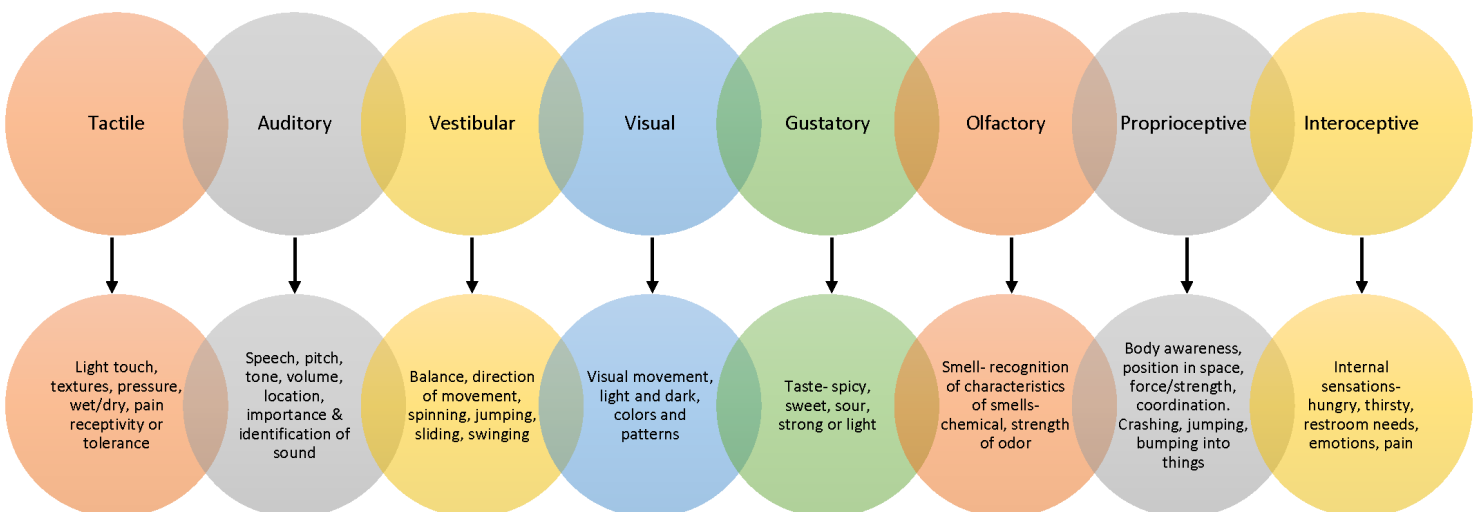 Tactile
Auditory
Vestibular
Visual
Gustatory
Olfactory
Proprioceptive
Interoceptive
Light touch,
textures, pressure,
wet/dry, pain
receptivity or
tolerance
Speech, pitch,
tone, volume,
location,
importance &
identification of
sound
Balance, direction
of movement,
spinning, jumping,
sliding, swinging
Visual movement,
light and dark,
colors and
patterns
Taste- spicy,
sweet, sour,
strong or light
Smell- recognition
of characteristics
of smells-
chemical, strength
of odor
Body awareness,
position in space,
force/strength,
coordination.
Crashing, jumping,
bumping into
things
Internal
sensations-
hungry, thirsty,
restroom needs,
emotions, pain